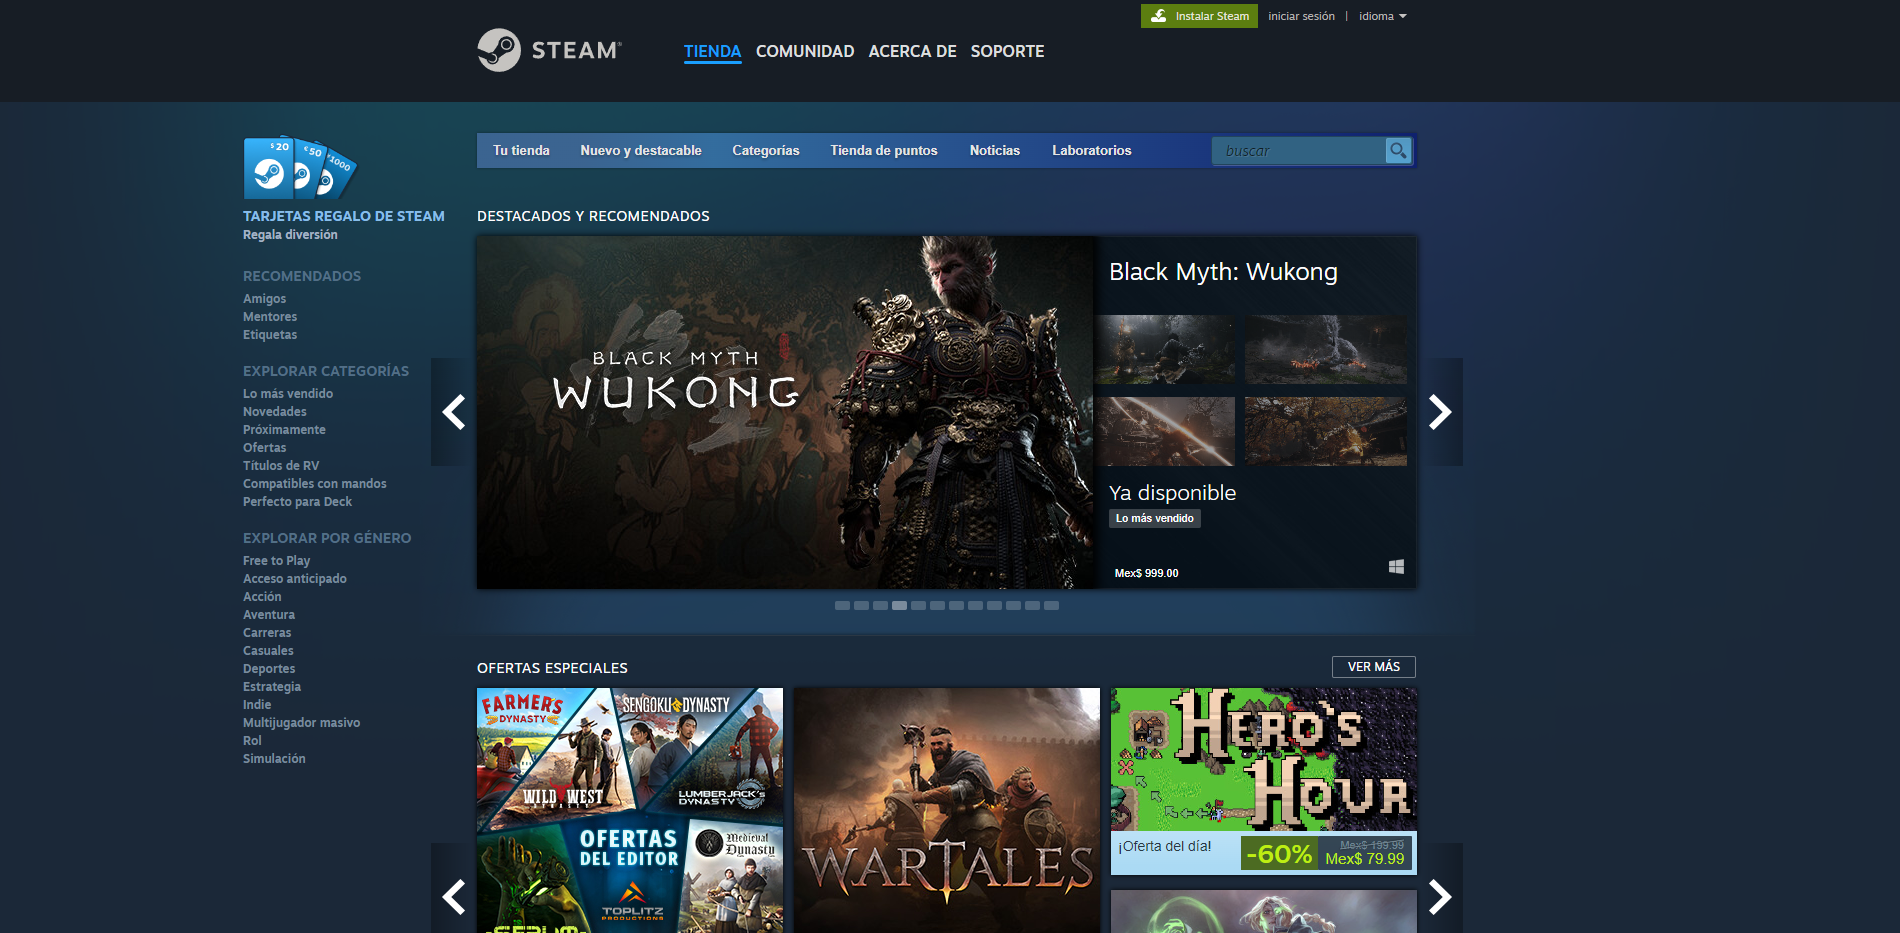 Instalar Steam
iniciar sesión | idioma
STEAM®
TIENDA COMUNIDAD ACERCA DE SOPORTE
$ 20
€ 50
1000
TARJETAS REGALO DE STEAM
Regala diversión
RECOMENDADOS
Amigos
Mentores
Etiquetas
EXPLORAR CATEGORÍAS
Lo más vendido
Novedades
Próximamente
Ofertas
Títulos de RV
Compatibles con mandos
Perfecto para Deck
EXPLORAR POR GÉNERO
Free to Play
Acceso anticipado
Acción
Aventura
Carreras
Casuales
Deportes
Estrategia
Indie
Multijugador masivo
Rol
Simulación
Tu tienda Nuevo y destacable Categorías Tienda de puntos Noticias Laboratorios
buscar
DESTACADOS Y RECOMENDADOS
BLACK MYTH
WUKONG
Black Myth: Wukong
Ya disponible
Lo más vendido
Mex$ 999.00
OFERTAS ESPECIALES
VER MÁS
FARMER'S
DYNASTY
SENGOKU DYNASTY
WILD WEST
DYNASTY
LUMBERJACK'S
DYNASTY
OFERTAS
DEL EDITOR
TOPLITZ
PRODUCTIONS
Medieval
Dynasty
WARTALES
HERO'S
HOUR
¡Oferta del día!
-60%
Mex$ 199.99
Mex$ 79.99